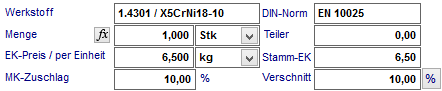 Werkstoff 1.4301 / X5CrNi18-10 DIN-Norm EN 10025
Menge fx 1,000 Stk Teiler 0,00
EK-Preis / per Einheit 6,500 kg Stamm-EK 6,50
MK-Zuschlag 10,00 % Verschnitt 10,00 %